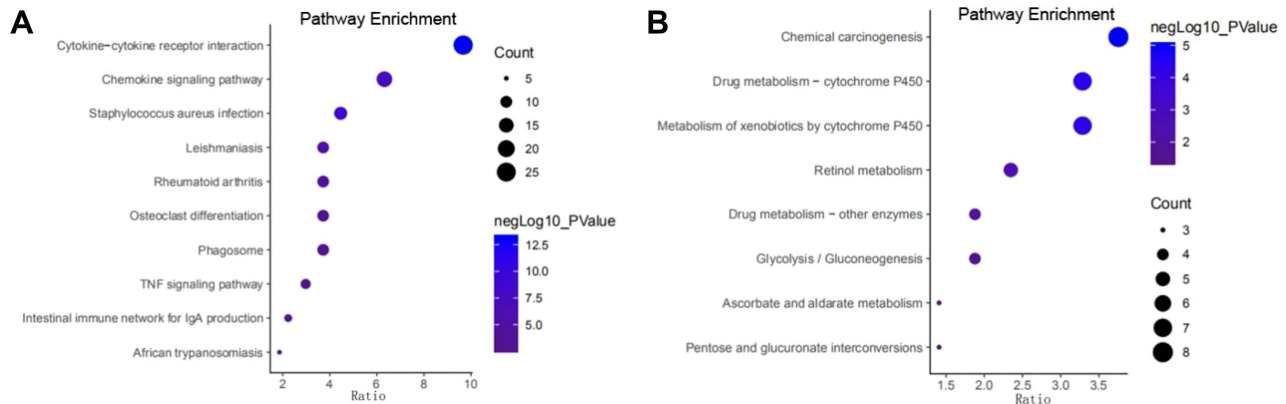 A
Pathway Enrichment
Cytokine−cytokine receptor interaction
Chemokine signaling pathway
Staphylococcus aureus infection
Leishmaniasis
Rheumatoid arthritis
Osteoclast differentiation
Phagosome
TNF signaling pathway
Intestinal immune network for IgA production
African trypanosomiasis
2 4 6 8 10
Ratio
Count
5
10
15
20
25
negLog10_PValue
12.5
10.0
7.5
5.0
B
Pathway Enrichment
Chemical carcinogenesis
Drug metabolism − cytochrome P450
Metabolism of xenobiotics by cytochrome P450
Retinol metabolism
Drug metabolism − other enzymes
Glycolysis / Gluconeogenesis
Ascorbate and aldarate metabolism
Pentose and glucuronate interconversions
1.5 2.0 2.5 3.0 3.5
Ratio
negLog10_PValue
5
4
3
2
Count
3
4
5
6
7
8